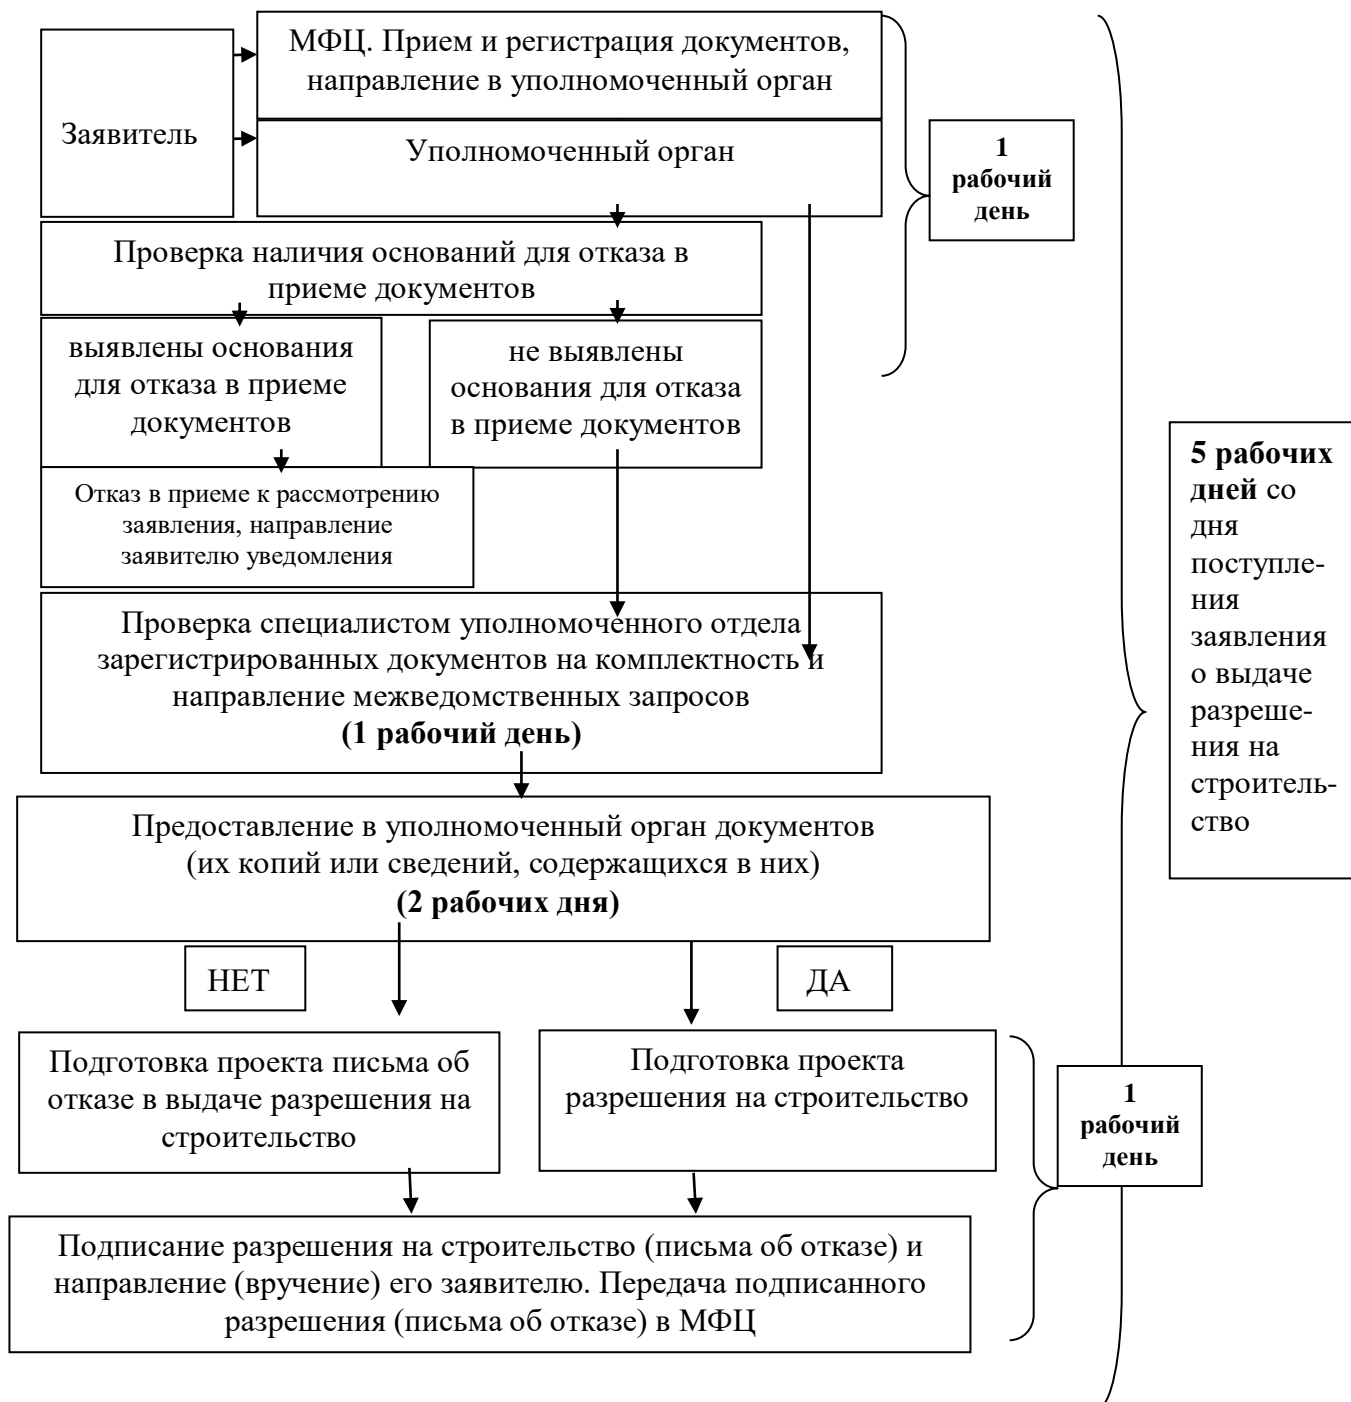 МФЦ. Прием и регистрация документов,
направление в уполномоченный орган
Заявитель
Уполномоченный орган
1
рабочий
день
Проверка наличия оснований для отказа в
приеме документов
выявлены основания
для отказа в приеме
документов
не выявлены
основания для отказа
в приеме документов
Отказ в приеме к рассмотрению
заявления, направление
заявителю уведомления
5 рабочих
дней со
дня
поступле-
ния
заявления
о выдаче
разреше-
ния на
строитель-
ство
Проверка специалистом уполномоченного отдела
зарегистрированных документов на комплектность и
направление межведомственных запросов
(1 рабочий день)
Предоставление в уполномоченный орган документов
(их копий или сведений, содержащихся в них)
(2 рабочих дня)
НЕТ
ДА
Подготовка проекта письма об
отказе в выдаче разрешения на
строительство
Подготовка проекта
разрешения на строительство
1
рабочий
день
Подписание разрешения на строительство (письма об отказе) и
направление (вручение) его заявителю. Передача подписанного
разрешения (письма об отказе) в МФЦ